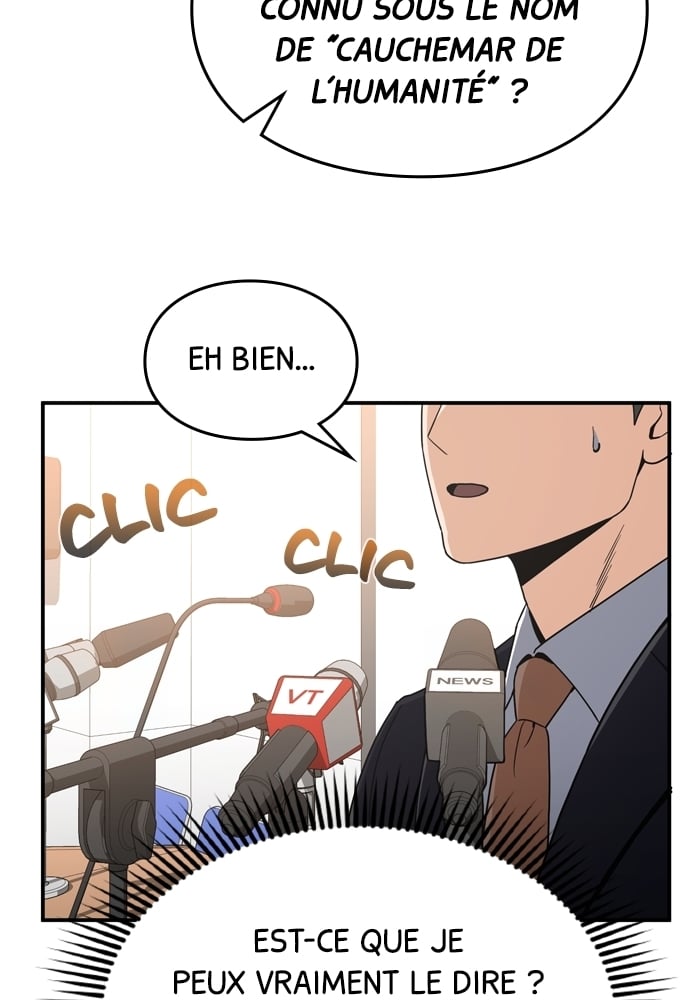 CONNU SOUS LE NOM
DE "CAUCHEMAR DE
L'HUMANITÉ" ?
EH BIEN...
CLIC
CLIC
NEWS
VT
EST-CE QUE JE
PEUX VRAIMENT LE DIRE ?